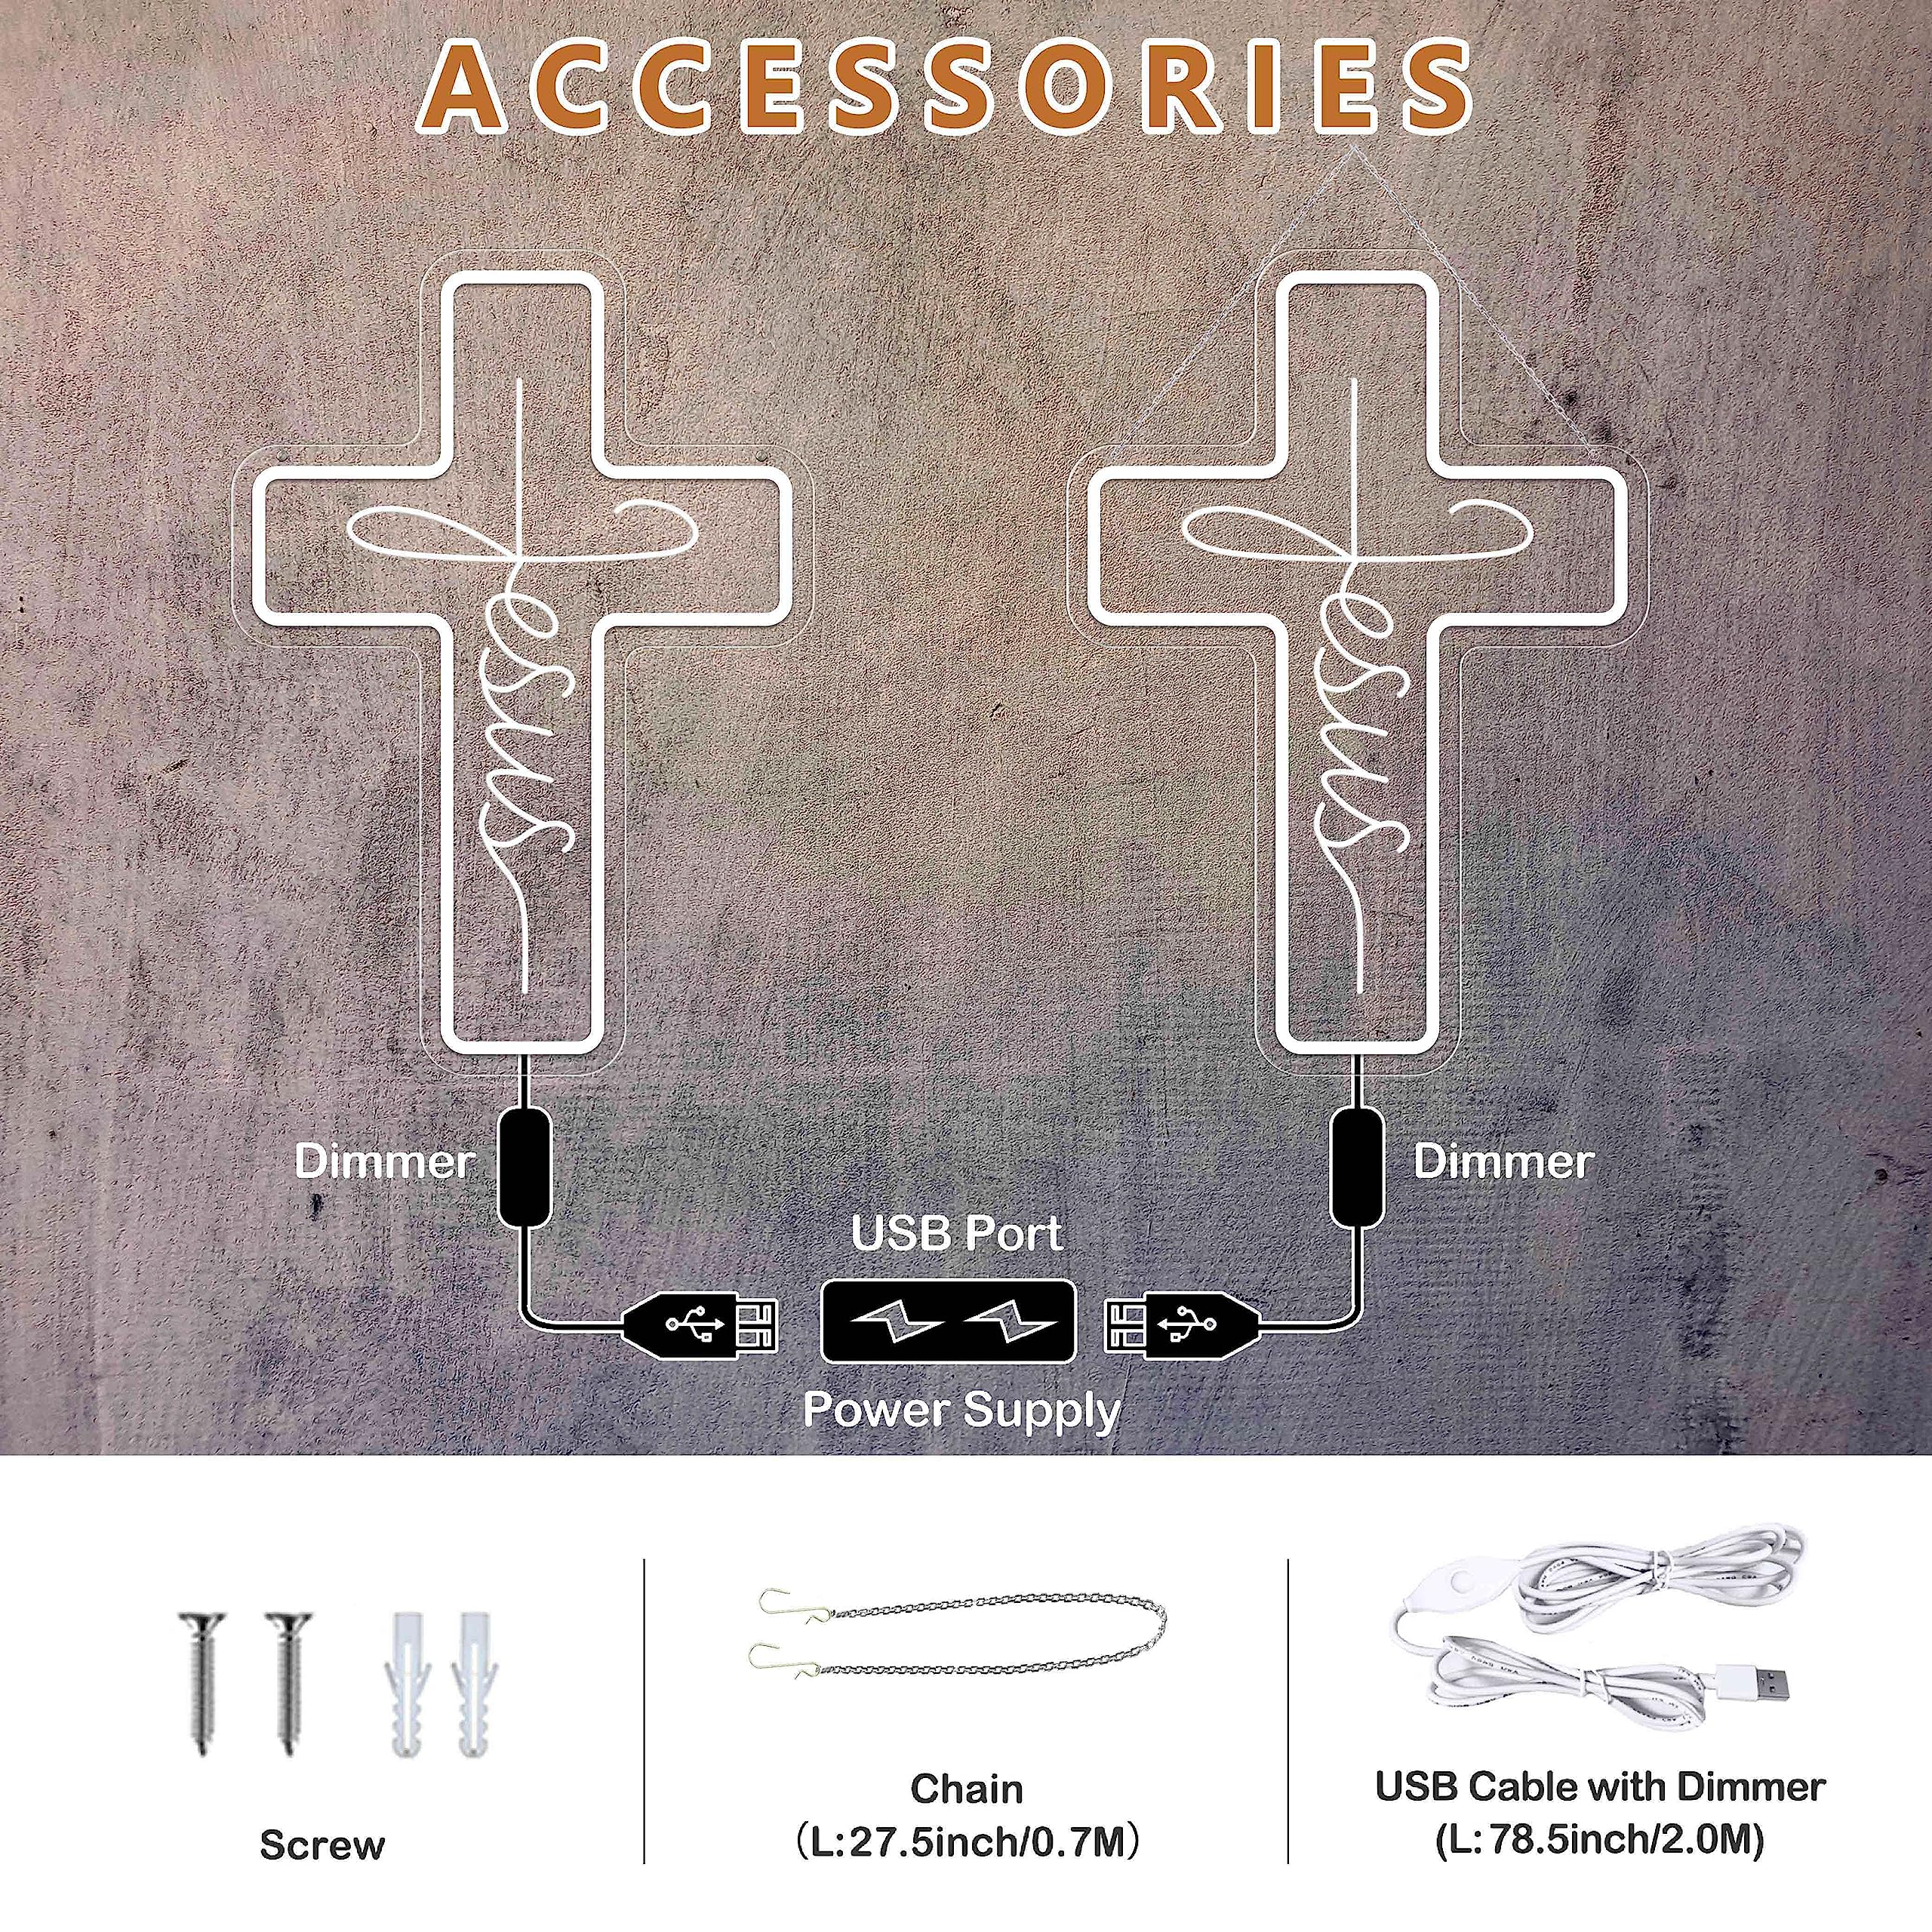 ACCESSORIES
Jesus
Jesus
Dimmer
Dimmer
USB Port
Power Supply
Screw
Chain
(L:27.5inch/0.7M)
USB Cable with Dimmer
(L:78.5inch/2.0M)